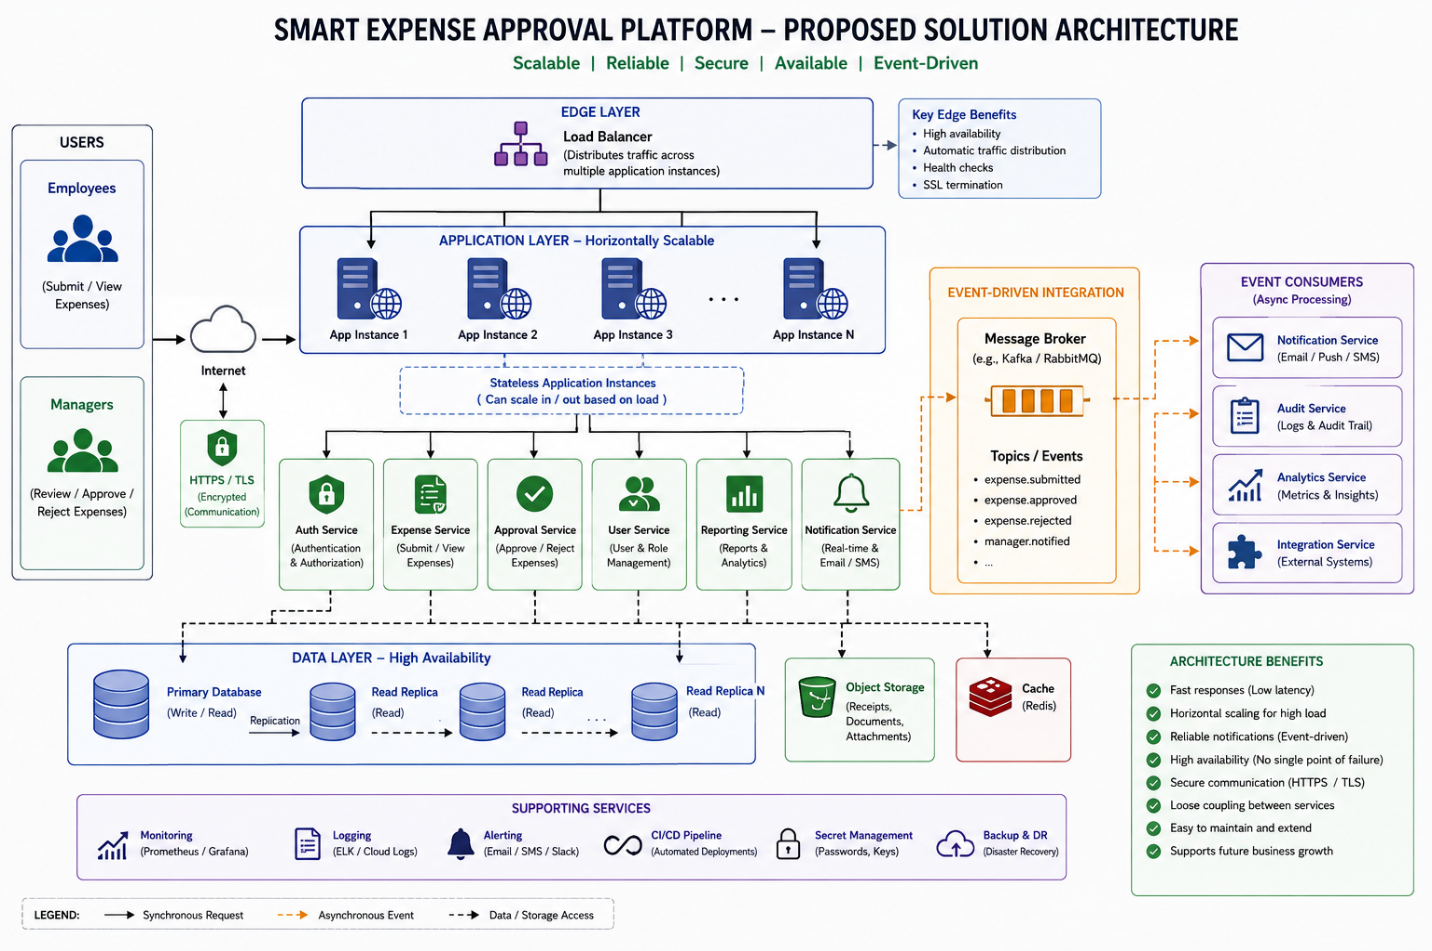 SMART EXPENSE APPROVAL PLATFORM – PROPOSED SOLUTION ARCHITECTURE
Scalable | Reliable | Secure | Available | Event-Driven
USERS
Employees
(Submit / View
Expenses)
Managers
(Review / Approve /
Reject Expenses)
Internet
HTTPS / TLS
(Encrypted
(Communication)
EDGE LAYER
Load Balancer
(Distributes traffic across
multiple application instances)
Key Edge Benefits
• High availability
• Automatic traffic distribution
• Health checks
• SSL termination
APPLICATION LAYER – Horizontally Scalable
App Instance 1
App Instance 2
App Instance 3
. . .
App Instance N
Stateless Application Instances
( Can scale in / out based on load )
Auth Service
(Authentication
& Authorization)
Expense Service
(Submit / View
Expenses)
Approval Service
(Approve / Reject
Expenses)
User Service
(User & Role
Management)
Reporting Service
(Reports &
Analytics)
Notification Service
(Real-time &
Email / SMS)
EVENT-DRIVEN INTEGRATION
Message Broker
(e.g., Kafka / RabbitMQ)
Topics / Events
• expense.submitted
• expense.approved
• expense.rejected
• manager.notified
• ...
EVENT CONSUMERS
(Async Processing)
Notification Service
(Email / Push / SMS)
Audit Service
(Logs & Audit Trail)
Analytics Service
(Metrics & Insights)
Integration Service
(External Systems)
DATA LAYER – High Availability
Primary Database
(Write / Read)
Replication
Read Replica
(Read)
Read Replica
(Read)
. . .
Read Replica N
(Read)
Object Storage
(Receipts,
Documents,
Attachments)
Cache
(Redis)
ARCHITECTURE BENEFITS
Fast responses (Low latency)
Horizontal scaling for high load
Reliable notifications (Event-driven)
High availability (No single point of failure)
Secure communication (HTTPS / TLS)
Loose coupling between services
Easy to maintain and extend
Supports future business growth
SUPPORTING SERVICES
Monitoring
(Prometheus / Grafana)
Logging
(ELK / Cloud Logs)
Alerting
(Email / SMS / Slack)
CI/CD Pipeline
(Automated Deployments)
Secret Management
(Passwords, Keys)
Backup & DR
(Disaster Recovery)
LEGEND:
Synchronous Request
Asynchronous Event
Data / Storage Access